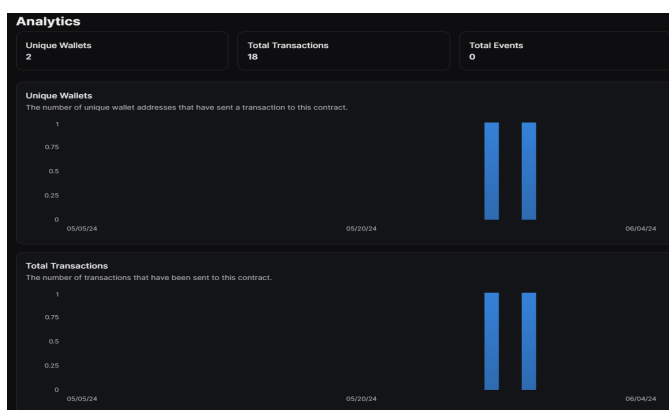 Analytics
Unique Wallets
2
Total Transactions
18
Total Events
0
Unique Wallets
The number of unique wallet addresses that have sent a transaction to this contract.
1
0.75
0.5
0.25
0
05/05/24 05/20/24 06/04/24
Total Transactions
The number of transactions that have been sent to this contract.
1
0.75
0.5
0.25
0
05/05/24 05/20/24 06/04/24